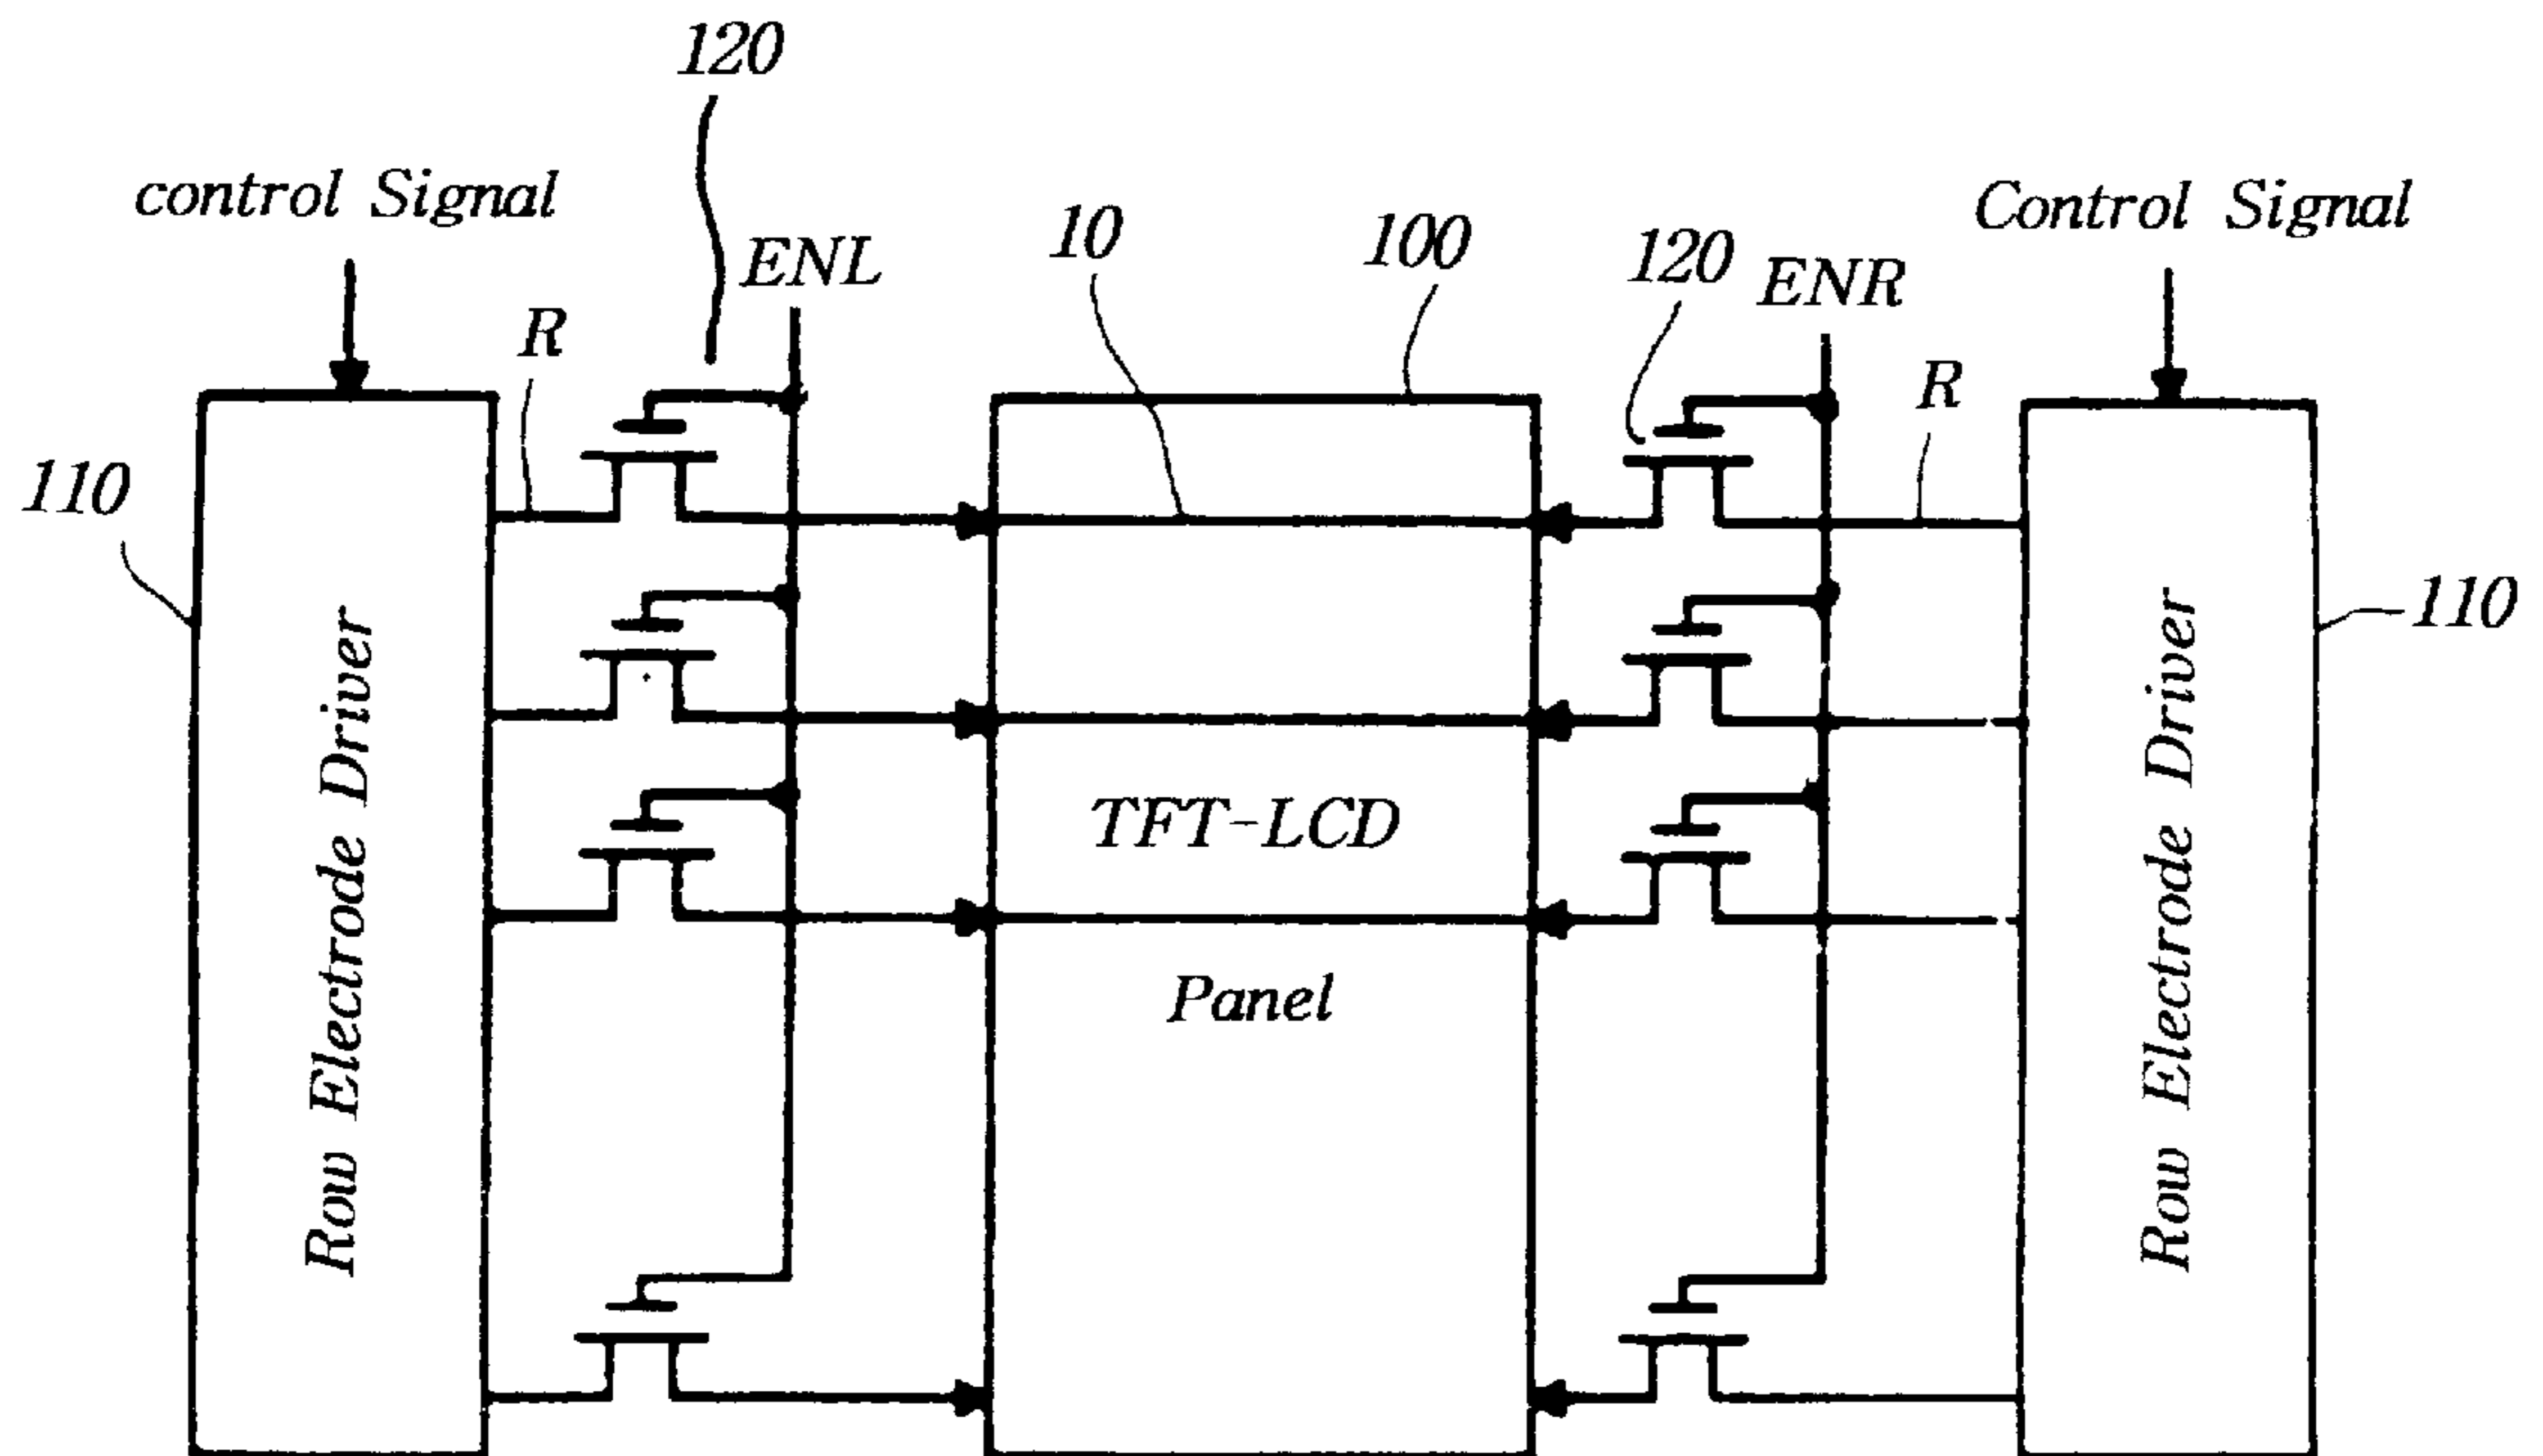 120
control Signal
Control Signal
10
100
120
ENL
ENR
R
R
110
110
Row Electrode Driver
TFT-LCD
Panel
Row Electrode Driver